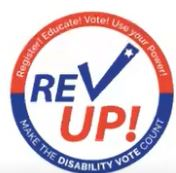 Register! Educate! Vote! Use your Power!
REV
UP!
MAKE THE DISABILITY VOTE COUNT